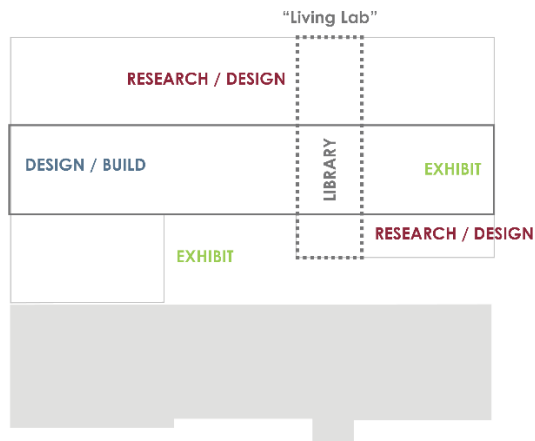 “Living Lab”
RESEARCH / DESIGN
DESIGN / BUILD
LIBRARY
EXHIBIT
RESEARCH / DESIGN
EXHIBIT